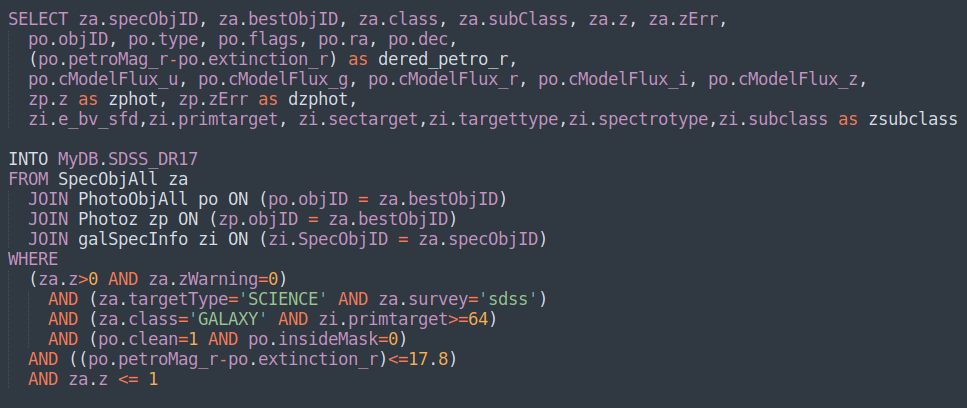 SELECT za.specObjID, za.bestObjID, za.class, za.subClass, za.z, za.zErr,
  po.objID, po.type, po.flags, po.ra, po.dec,
  (po.petroMag_r-po.extinction_r) as dered_petro_r,
  po.cModelFlux_u, po.cModelFlux_g, po.cModelFlux_r, po.cModelFlux_i, po.cModelFlux_z,
  zp.z as zphot, zp.zErr as dzphot,
  zi.e_bv_sfd,zi.primtarget, zi.sectarget,zi.targettype,zi.spectrotype,zi.subclass as zsubclass

INTO MyDB.SDSS_DR17
FROM SpecObjAll za
  JOIN PhotoObjAll po ON (po.objID = za.bestObjID)
  JOIN Photoz zp ON (zp.objID = za.bestObjID)
  JOIN galSpecInfo zi ON (zi.SpecObjID = za.specObjID)
WHERE
  (za.z>0 AND za.zWarning=0)
    AND (za.targetType='SCIENCE' AND za.survey='sdss')
    AND (za.class='GALAXY' AND zi.primtarget>=64)
    AND (po.clean=1 AND po.insideMask=0)
  AND ((po.petroMag_r-po.extinction_r)<=17.8)
  AND za.z <= 1